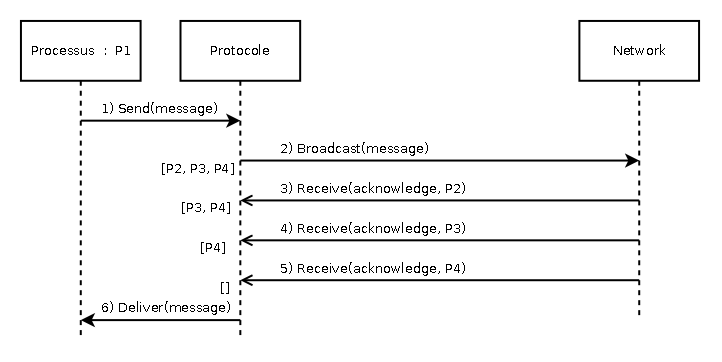 Processus : P1
Protocole
Network
1) Send(message)
2) Broadcast(message)
[P2, P3, P4]
3) Receive(acknowledge, P2)
[P3, P4]
4) Receive(acknowledge, P3)
[P4]
5) Receive(acknowledge, P4)
[]
6) Deliver(message)